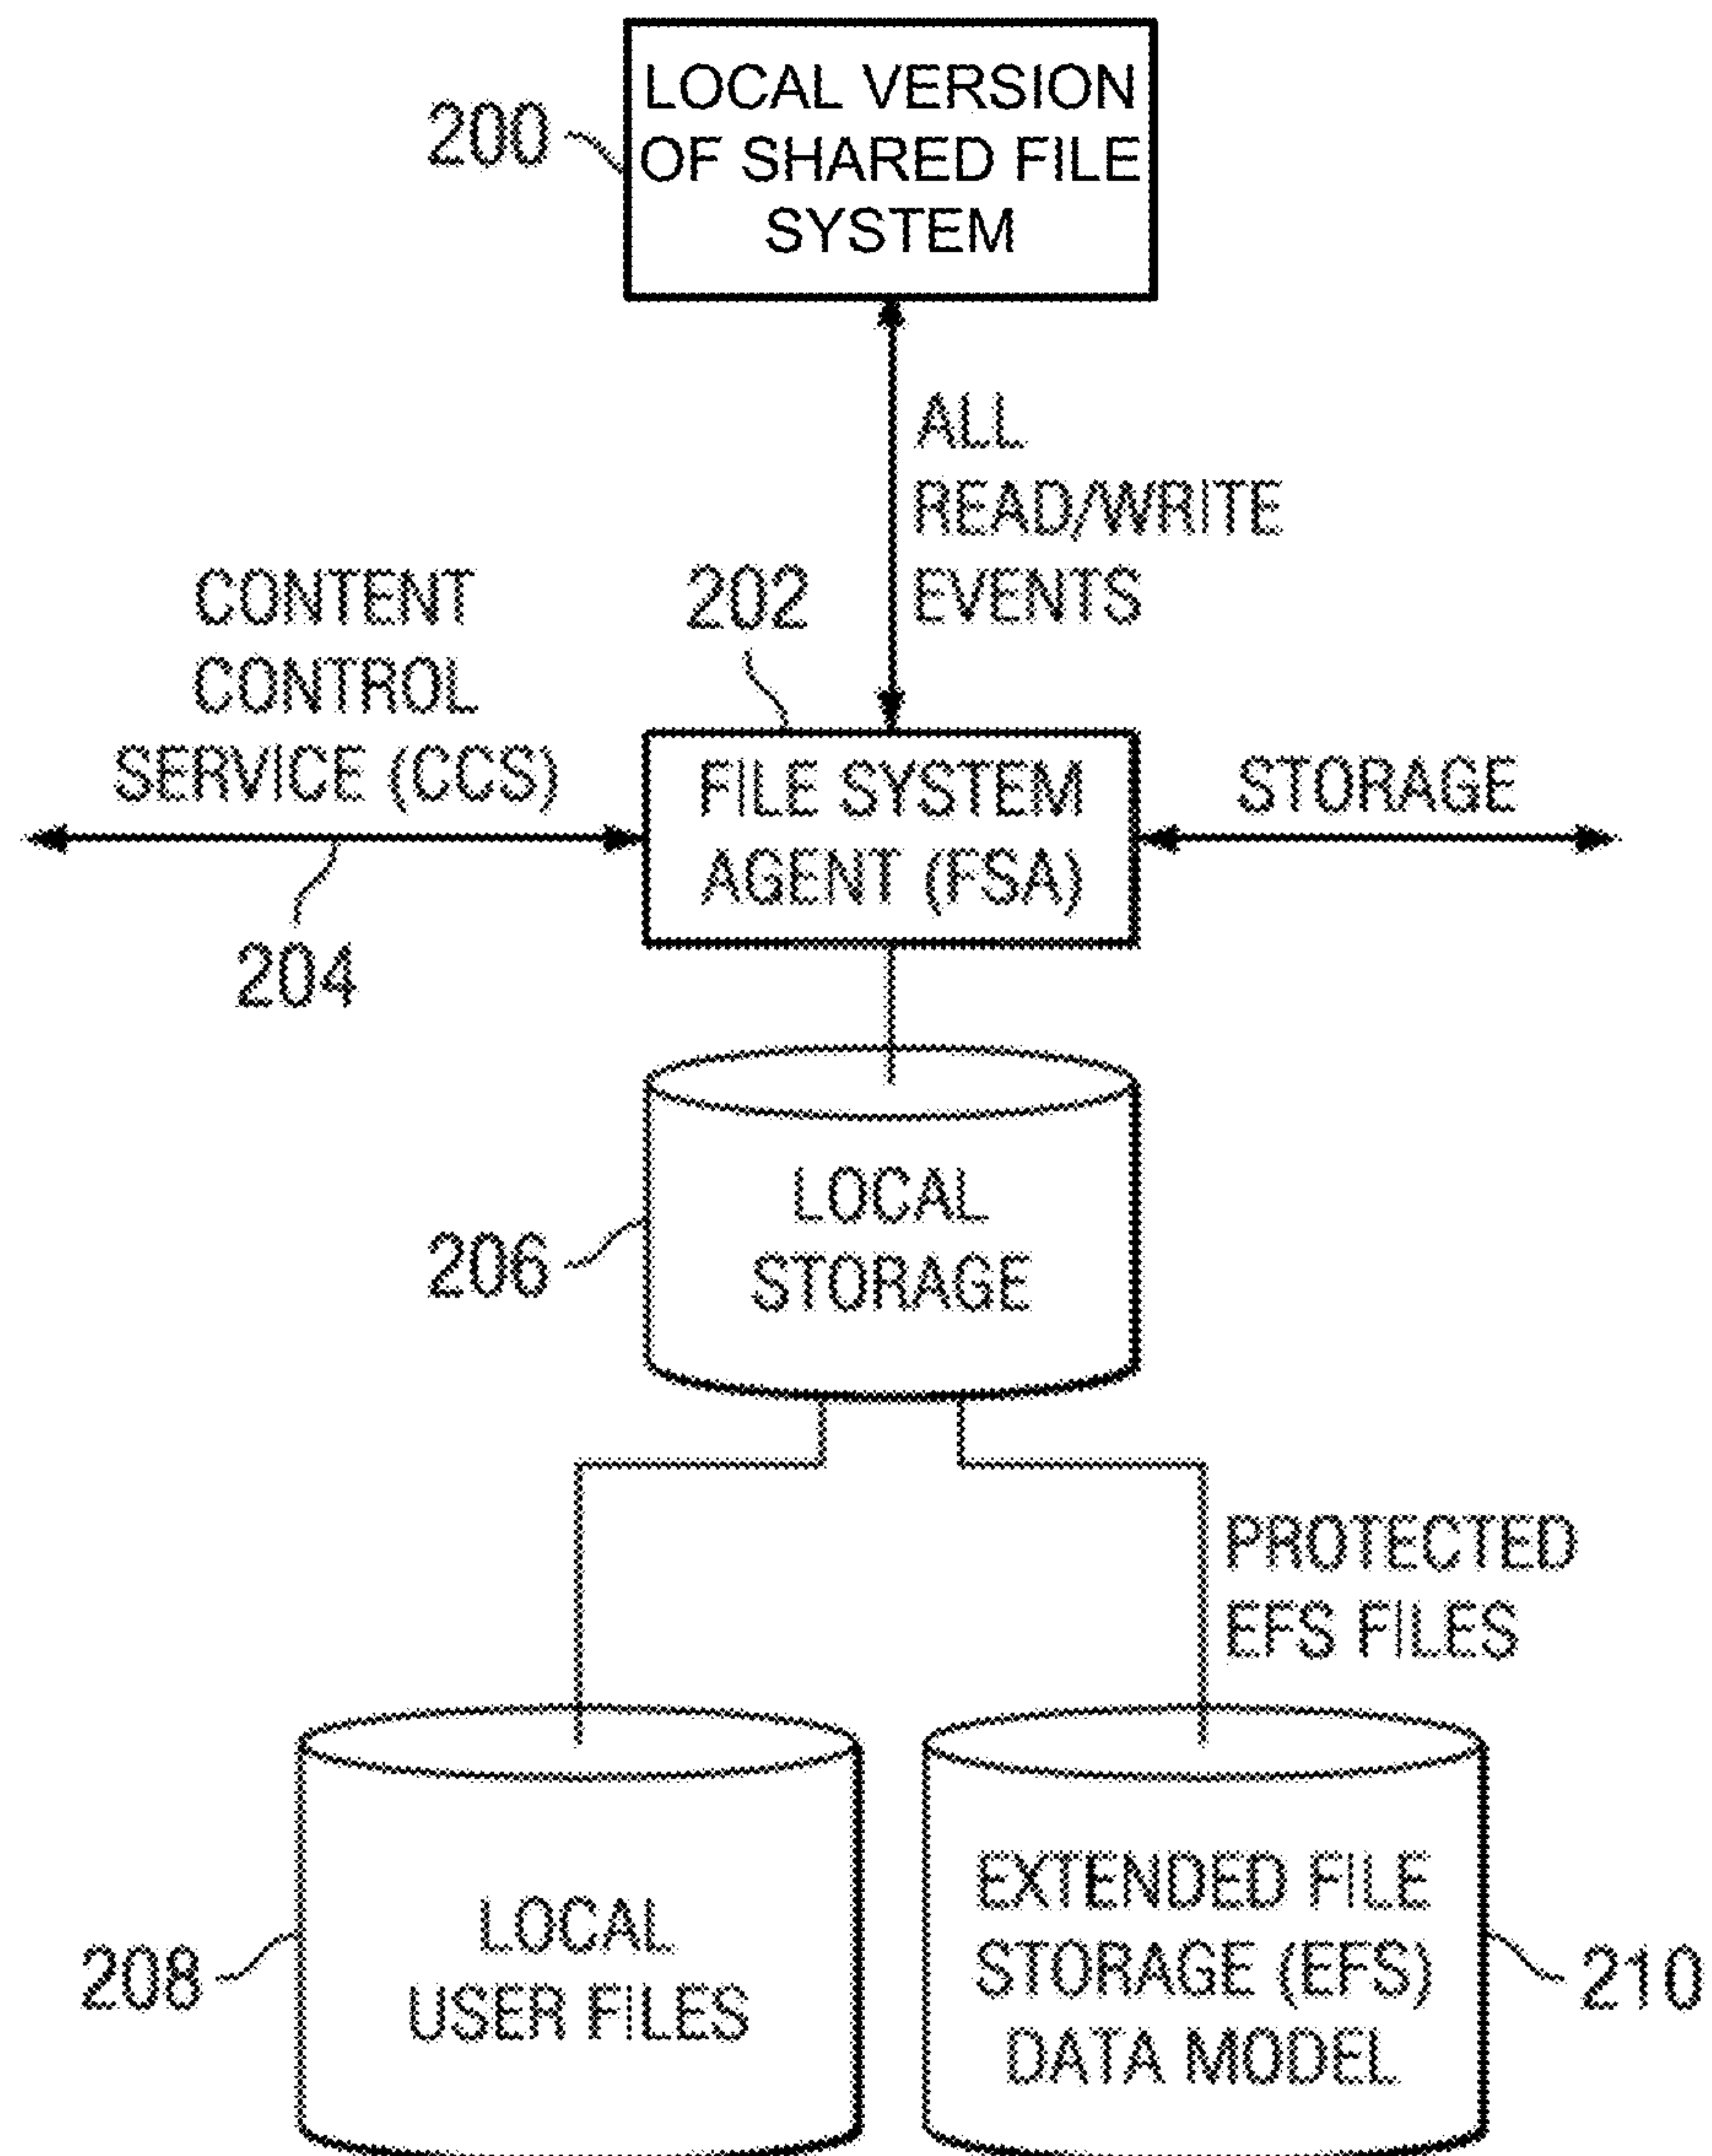 LOCAL VERSION
OF SHARED FILE
SYSTEM
200
ALL
READ/WRITE
EVENTS
202
CONTENT
CONTROL
SERVICE (CCS)
204
FILE SYSTEM
AGENT (FSA)
STORAGE
LOCAL
STORAGE
206
PROTECTED
EFS FILES
LOCAL
USER FILES
208
EXTENDED FILE
STORAGE (EFS)
DATA MODEL
210